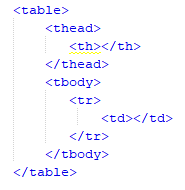 <table>
<thead>
<th></th>
</thead>
<tbody>
<tr>
<td></td>
</tr>
</tbody>
</table>